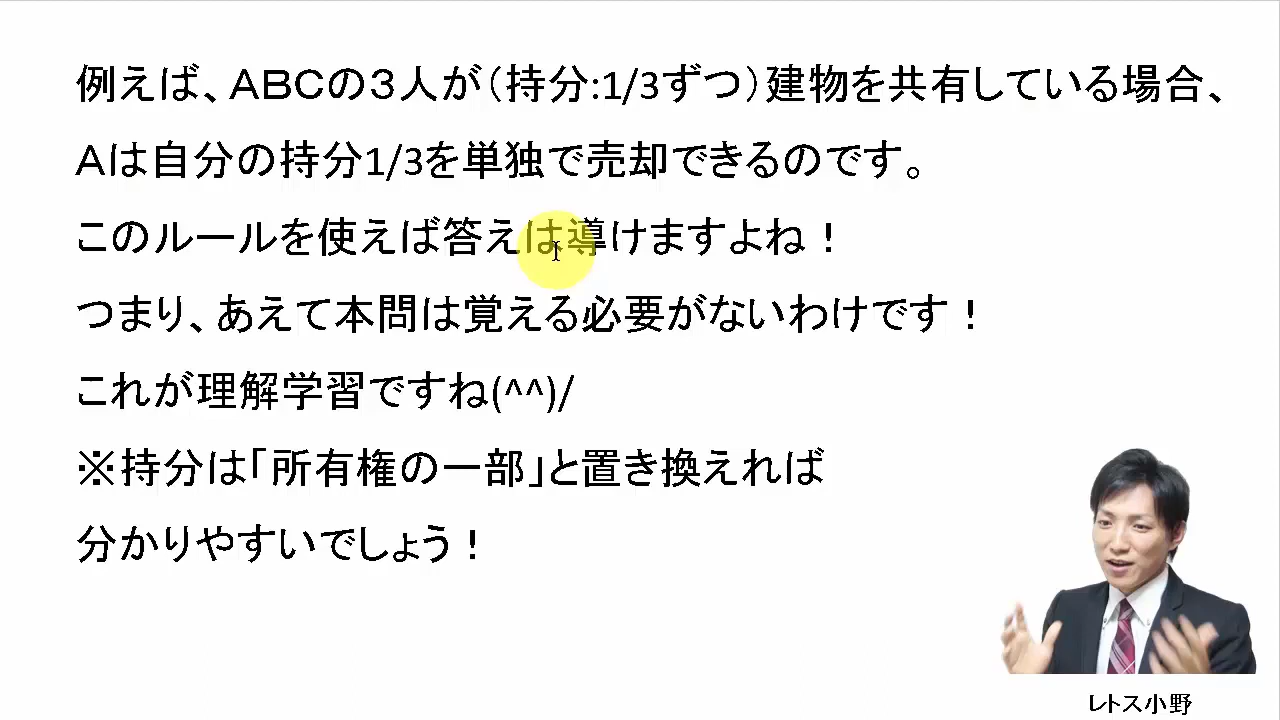 例えば、ＡＢＣの３人が（持分:1/3ずつ）建物を共有している場合、
Ａは自分の持分1/3を単独で売却できるのです。
このルールを使えば答えは導けますよね！
つまり、あえて本問は覚える必要がないわけです！
これが理解学習ですね(^^)/
※持分は「所有権の一部」と置き換えれば
分かりやすいでしょう！
レトス小野